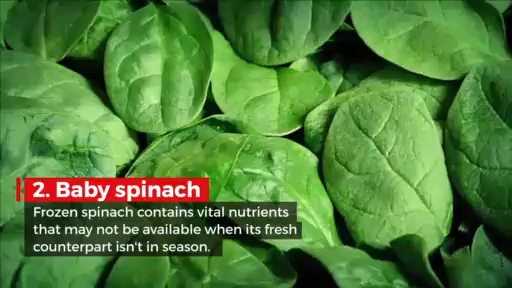 2. Baby spinach
Frozen spinach contains vital nutrients
that may not be available when its fresh
counterpart isn't in season.